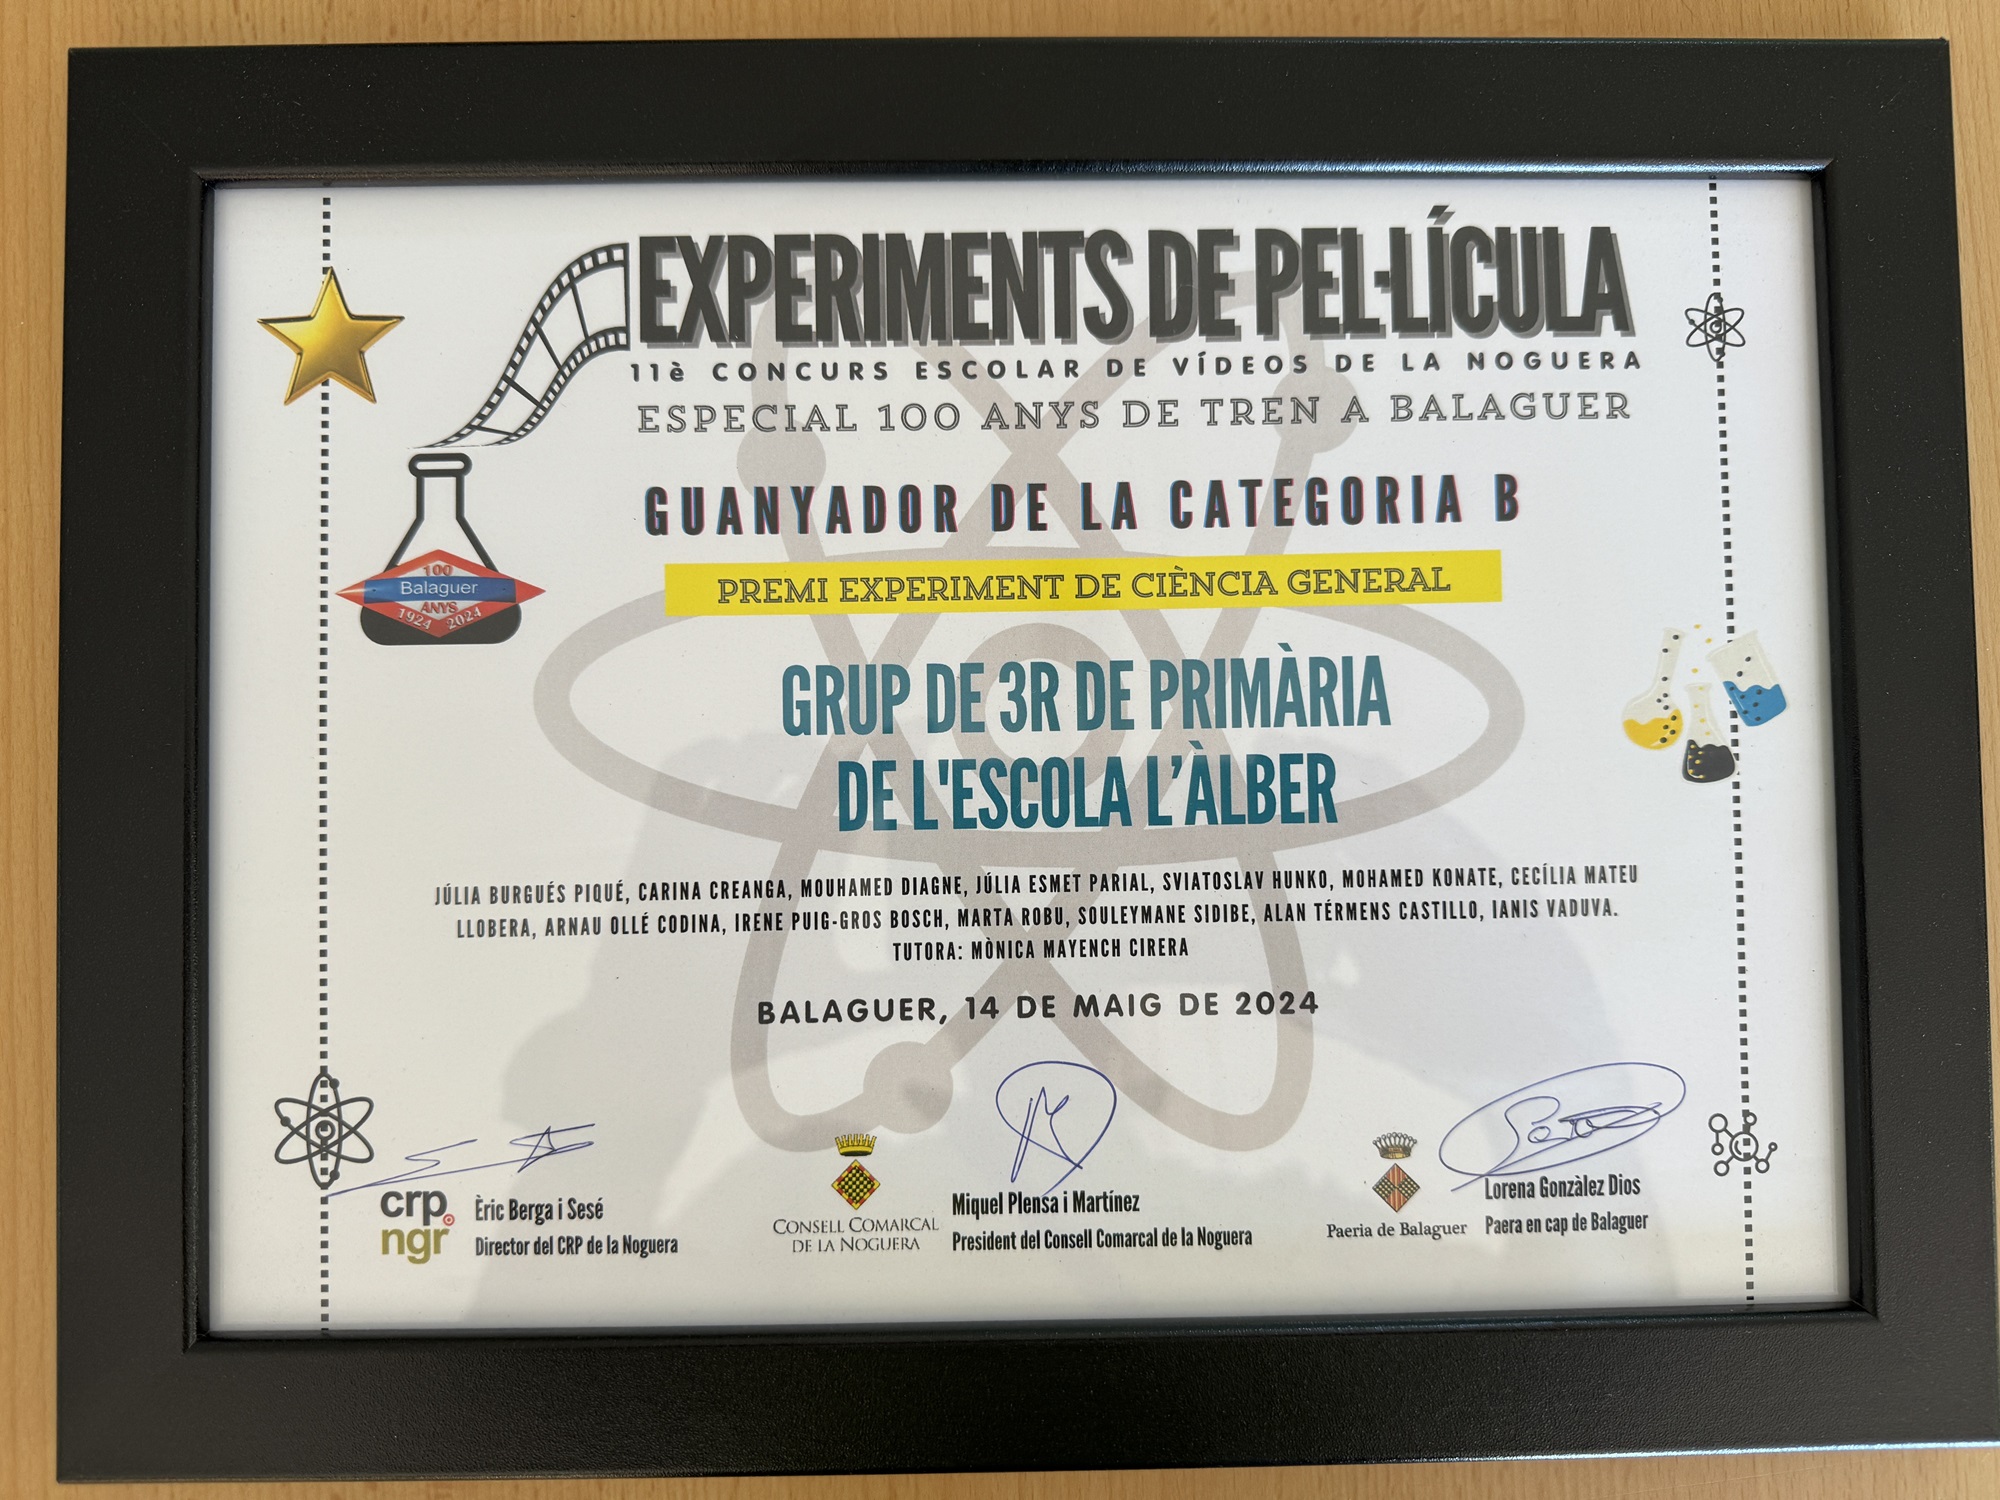 EXPERIMENTS DE PEL·LÍCULA
11è CONCURS ESCOLAR DE VÍDEOS DE LA NOGUERA
ESPECIAL 100 ANYS DE TREN A BALAGUER
GUANYADOR DE LA CATEGORIA B
PREMI EXPERIMENT DE CIÈNCIA GENERAL
100
Balaguer
ANYS
1924 2024
GRUP DE 3R DE PRIMÀRIA
DE L'ESCOLA L'ÀLBER
JÚLIA BURGUÉS PIQUÉ, CARINA CREANGA, MOUHAMED DIAGNE, JÚLIA ESMET PARIAL, SVIATOSLAV HUNKO, MOHAMED KONATE, CECÍLIA MATEU
LLOBERA, ARNAU OLLÉ CODINA, IRENE PUIG-GROS BOSCH, MARTA ROBU, SOULEYMANE SIDIBE, ALAN TÉRMENS CASTILLO, IANIS VADUVA.
TUTORA: MÒNICA MAYENCH CIRERA
BALAGUER, 14 DE MAIG DE 2024
crp
ngr
Èric Berga i Sesé
Director del CRP de la Noguera
CONSELL COMARCAL
DE LA NOGUERA
Miquel Plensa i Martínez
President del Consell Comarcal de la Noguera
Paeria de Balaguer
Lorena Gonzàlez Dios
Paera en cap de Balaguer